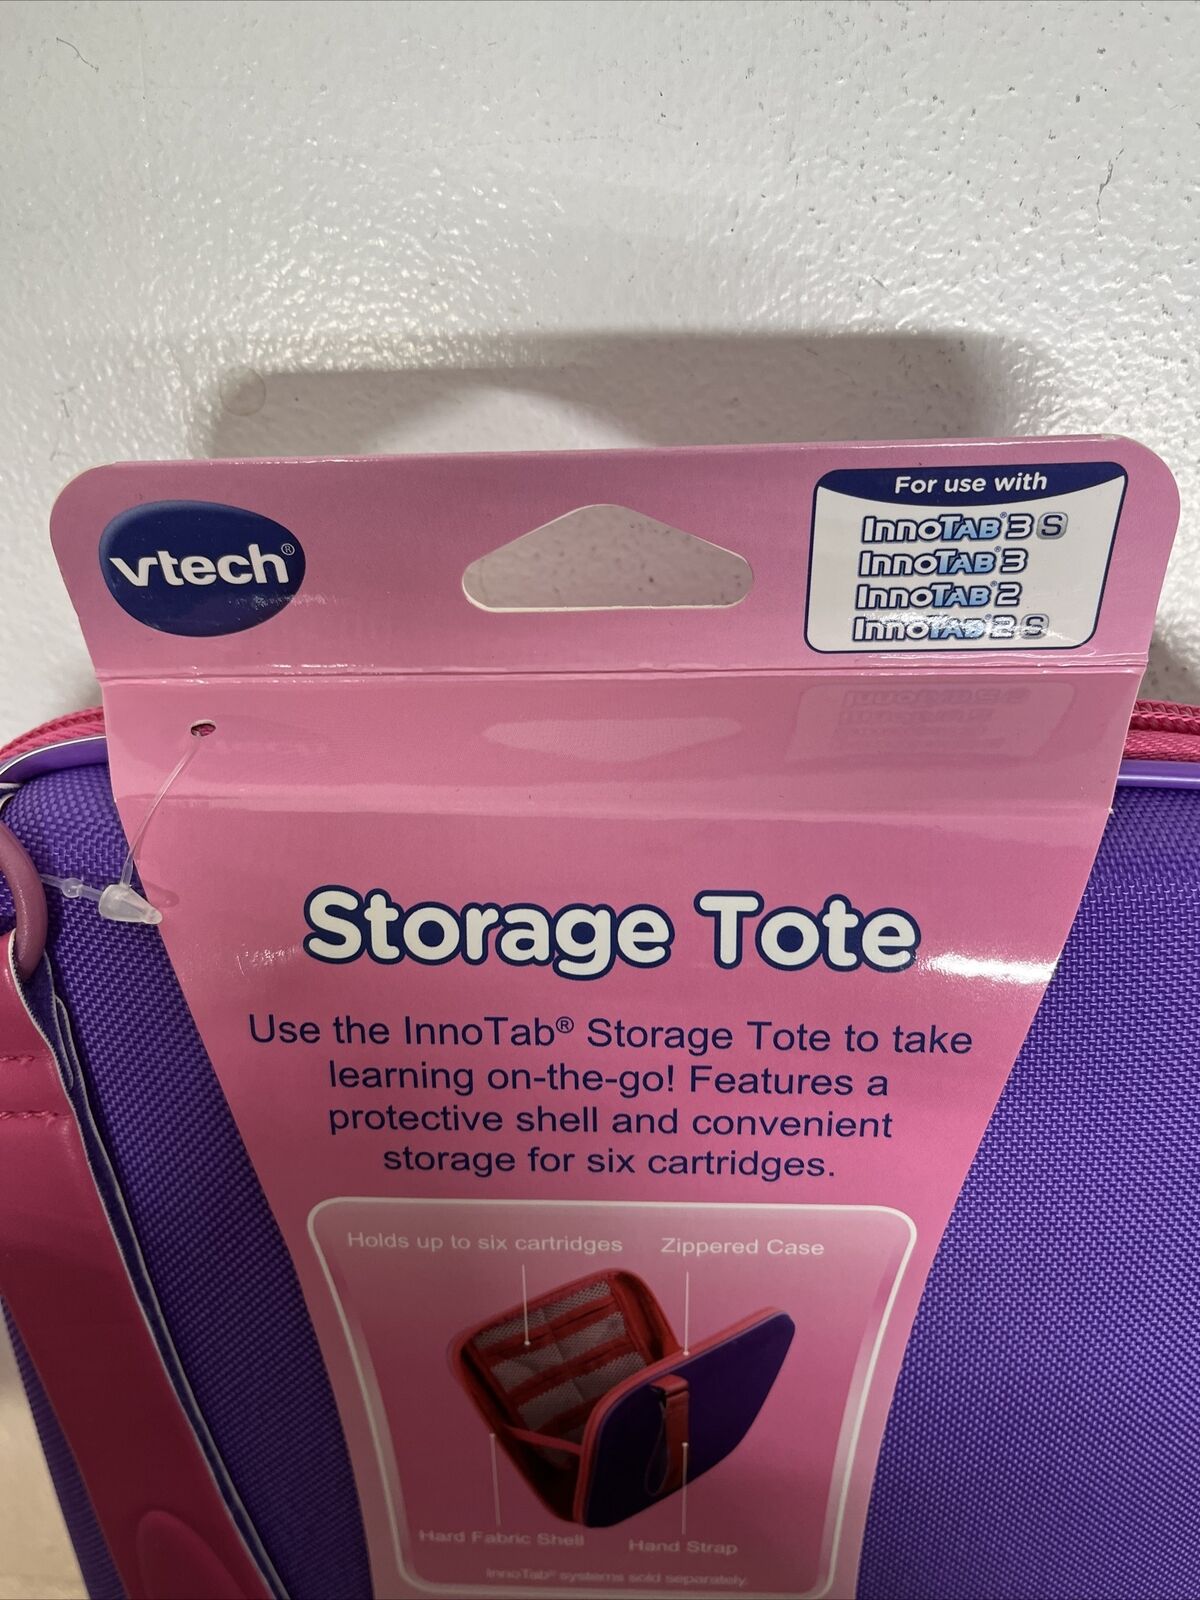 vtech®
For use with
InnoTAB® 3 S
InnoTAB® 3
InnoTAB® 2
InnoTAB® 2 S
Storage Tote
Use the InnoTab® Storage Tote to take
learning on-the-go! Features a
protective shell and convenient
storage for six cartridges.
Holds up to six cartridges Zippered Case
Hard Fabric Shell Hand Strap
InnoTab® systems sold separately.